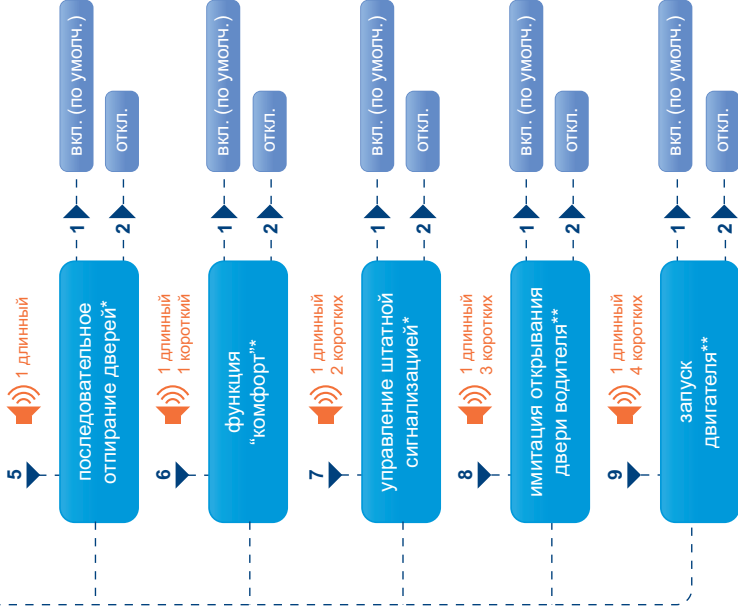 5
1 длинный
последовательное
отпирание дверей*
1
вкл. (по умолч.)
2
откл.
6
1 длинный
1 короткий
функция
“комфорт”*
1
вкл. (по умолч.)
2
откл.
7
1 длинный
2 коротких
управление штатной
сигнализацией*
1
вкл. (по умолч.)
2
откл.
8
1 длинный
3 коротких
имитация открывания
двери водителя**
1
вкл. (по умолч.)
2
откл.
9
1 длинный
4 коротких
запуск
двигателя**
1
вкл. (по умолч.)
2
откл.